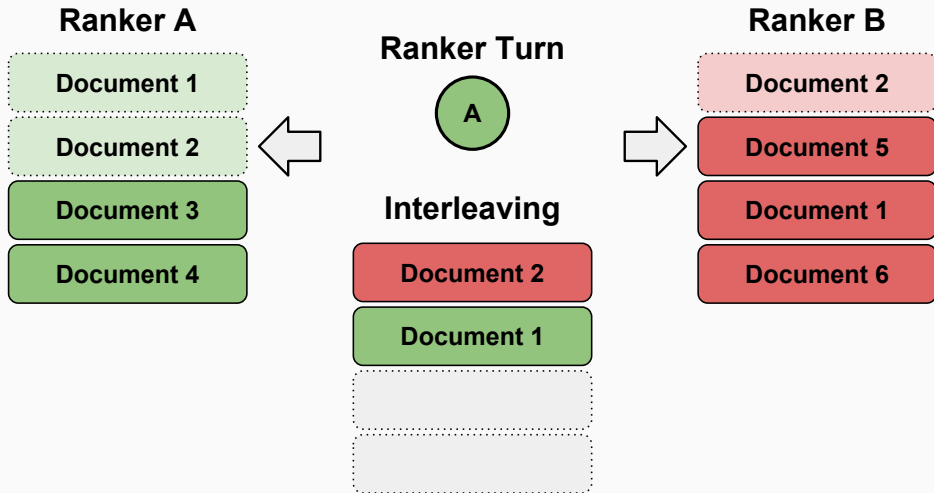 Ranker A
Document 1
Document 2
Document 3
Document 4
Ranker Turn
A
Interleaving
Document 2
Document 1
Ranker B
Document 2
Document 5
Document 1
Document 6